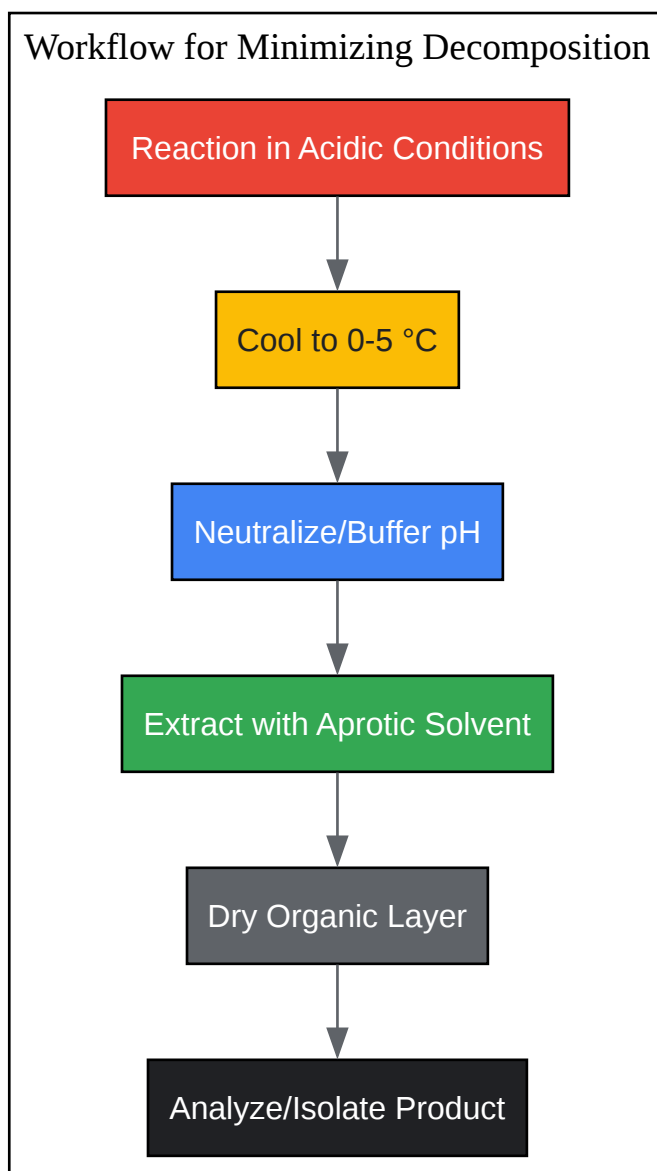 Workflow for Minimizing Decomposition
Reaction in Acidic Conditions
Cool to 0-5 °C
Neutralize/Buffer pH
Extract with Aprotic Solvent
Dry Organic Layer
Analyze/Isolate Product